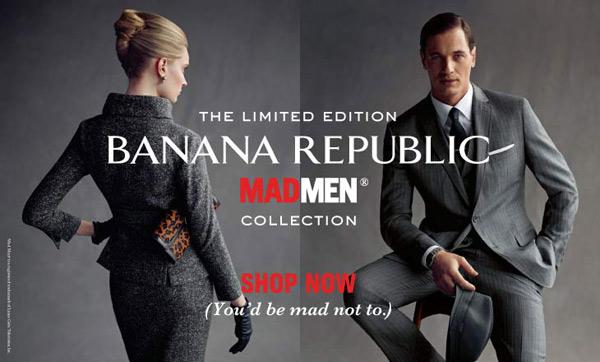 THE LIMITED EDITION
BANANA REPUBLIC
MADMEN®
COLLECTION
SHOP NOW
(You'd be mad not to.)